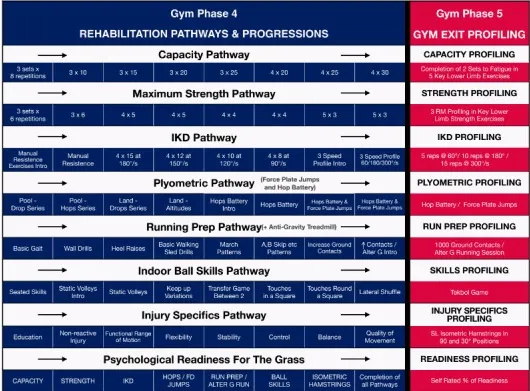 Gym Phase 4 Gym Phase 5
REHABILITATION PATHWAYS & PROGRESSIONS GYM EXIT PROFILING
Capacity Pathway CAPACITY PROFILING
3 sets x
8 repetitions 3 x 10 3 x 15 3 x 20 3 x 25 4 x 20 4 x 25 4 x 30 Completion of 2 Sets to Fatigue in
5 Key Lower Limb Exercises
Maximum Strength Pathway STRENGTH PROFILING
3 sets x
6 repetitions 3 x 6 4 x 5 4 x 5 4 x 4 4 x 4 5 x 3 5 x 3 3 RM Profiling in Key Lower
Limb Strength Exercises
IKD Pathway IKD PROFILING
Manual
Resistence
Exercises Intro Manual
Resistence 4 x 15 at
180°/s 4 x 12 at
150°/s 4 x 10 at
120°/s 4 x 8 at
90°/s 3 Speed
Profile Intro 3 Speed Profile
60/180/300°/s 5 reps @ 60°/ 10 reps @ 180° /
15 reps @ 300°/s
Plyometric Pathway (Force Plate Jumps
and Hop Battery) PLYOMETRIC PROFILING
Pool -
Drop Series Pool -
Hops Series Land -
Drops Series Land -
Altitudes Hops Battery
Intro Hops Battery Hops Battery &
Force Plate Jumps Hops Battery &
Force Plate Jumps Hop Battery / Force Plate Jumps
Running Prep Pathway (+ Anti-Gravity Treadmill) RUN PREP PROFILING
Basic Gait Wall Drills Heel Raises Basic Walking
Sled Drills March
Patterns A,B Skip etc
Patterns Increase Ground
Contacts ↑ Contacts /
Alter G Intro 1000 Ground Contacts /
Alter G Running Session
Indoor Ball Skills Pathway SKILLS PROFILING
Seated Skills Static Volleys
Intro Static Volleys Keep up
Variations Transfer Game
Between 2 Touches
in a Square Touches Round
a Square Lateral Shuffle Tekbol Game
Injury Specifics Pathway INJURY SPECIFICS
PROFILING
Education Non-reactive
Injury Functional Range
of Motion Flexibility Stability Control Balance Quality of
Movement SL Isometric Hamstrings in
90 and 30° Positions
Psychological Readiness For The Grass READINESS PROFILING
CAPACITY STRENGTH IKD HOPS / FD
JUMPS RUN PREP /
ALTER G RUN BALL
SKILLS ISOMETRIC
HAMSTRINGS Completion of
all Pathways Self Rated % of Readiness